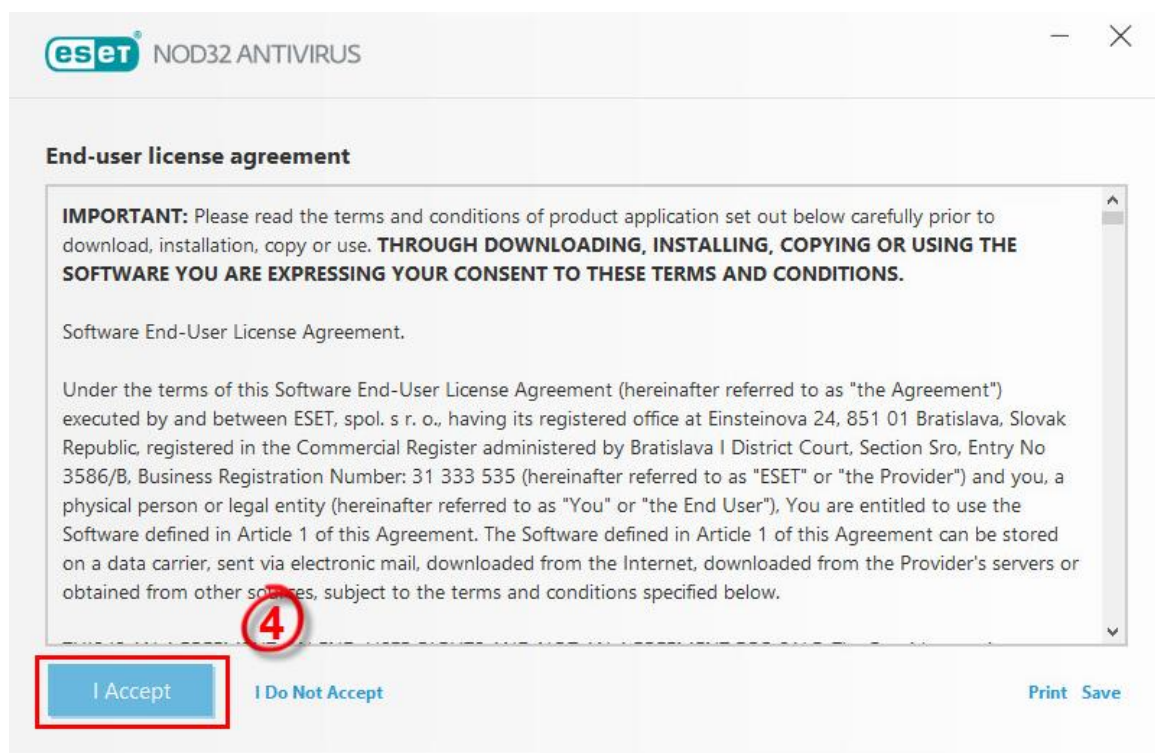 eseT® NOD32 ANTIVIRUS
End-user license agreement
IMPORTANT: Please read the terms and conditions of product application set out below carefully prior to
download, installation, copy or use. THROUGH DOWNLOADING, INSTALLING, COPYING OR USING THE
SOFTWARE YOU ARE EXPRESSING YOUR CONSENT TO THESE TERMS AND CONDITIONS.
Software End-User License Agreement.
Under the terms of this Software End-User License Agreement (hereinafter referred to as "the Agreement")
executed by and between ESET, spol. s r. o., having its registered office at Einsteinova 24, 851 01 Bratislava, Slovak
Republic, registered in the Commercial Register administered by Bratislava I District Court, Section Sro, Entry No
3586/B, Business Registration Number: 31 333 535 (hereinafter referred to as "ESET" or "the Provider") and you, a
physical person or legal entity (hereinafter referred to as "You" or "the End User"), You are entitled to use the
Software defined in Article 1 of this Agreement. The Software defined in Article 1 of this Agreement can be stored
on a data carrier, sent via electronic mail, downloaded from the Internet, downloaded from the Provider's servers or
obtained from other sources, subject to the terms and conditions specified below.
4
I Accept I Do Not Accept Print Save